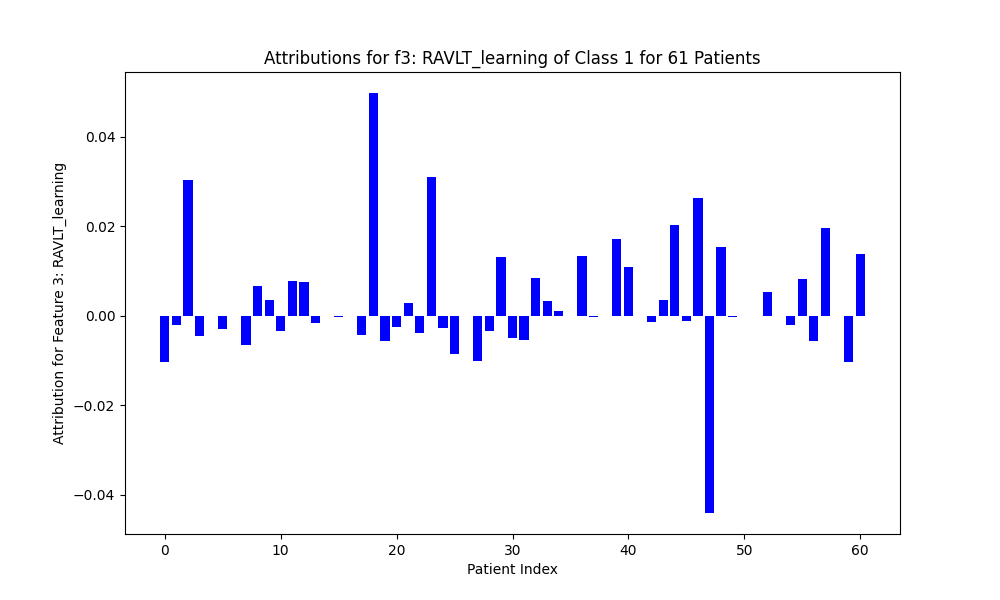 Attributions for f3: RAVLT_learning of Class 1 for 61 Patients
Attribution for Feature 3: RAVLT_learning
0.04
0.02
0.00
−0.02
−0.04
0 10 20 30 40 50 60
Patient Index